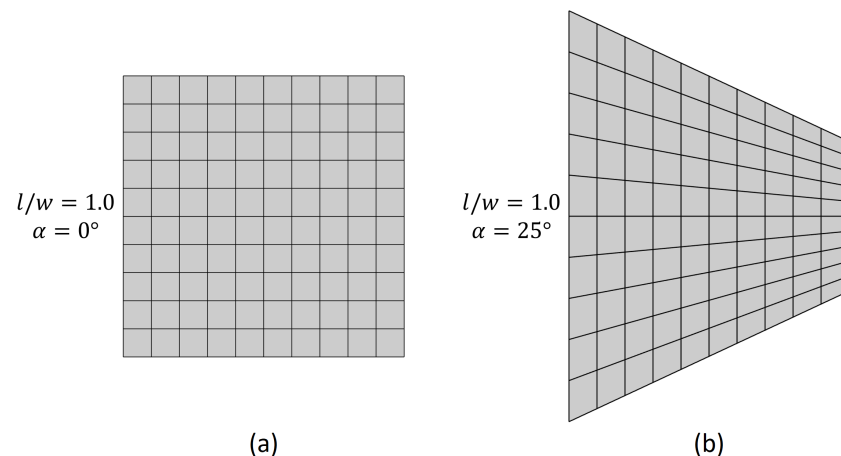 l/w = 1.0
α = 0°
(a)
l/w = 1.0
α = 25°
(b)